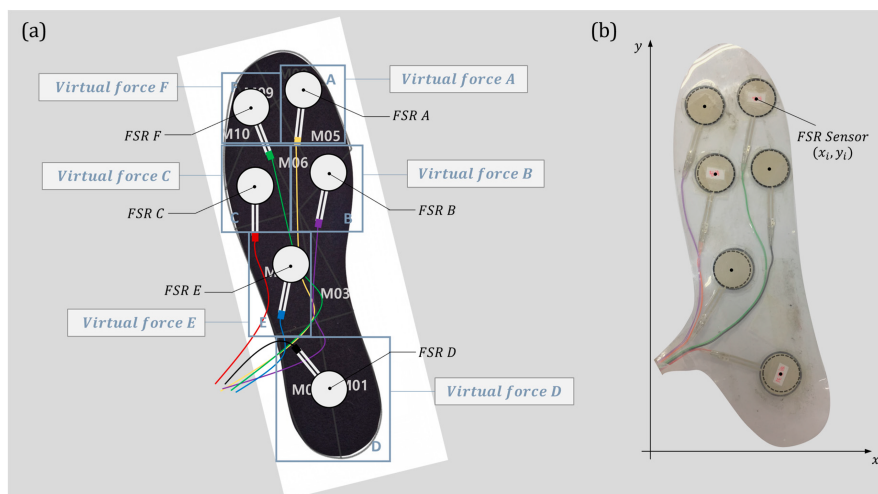 (a)
(b)
y
Virtual force F
A
Virtual force A
M09
FSR F
FSR A
M10
M05
FSR Sensor
(xi, yi)
M06
Virtual force C
Virtual force B
FSR C
C
B
FSR B
FSR E
M03
Virtual force E
E
FSR D
M01
Virtual force D
D
x